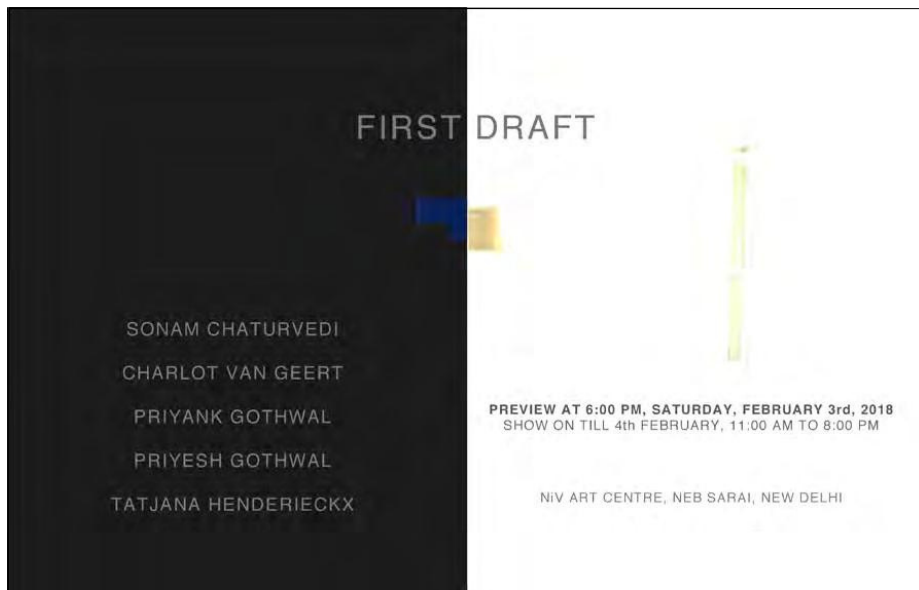 FIRST DRAFT
SONAM CHATURVEDI
CHARLOT VAN GEERT
PRIYANK GOTHWAL
PRIYESH GOTHWAL
TATJANA HENDERIECKX
PREVIEW AT 6:00 PM, SATURDAY, FEBRUARY 3rd, 2018
SHOW ON TILL 4th FEBRUARY, 11:00 AM TO 8:00 PM
NiV ART CENTRE, NEB SARAI, NEW DELHI